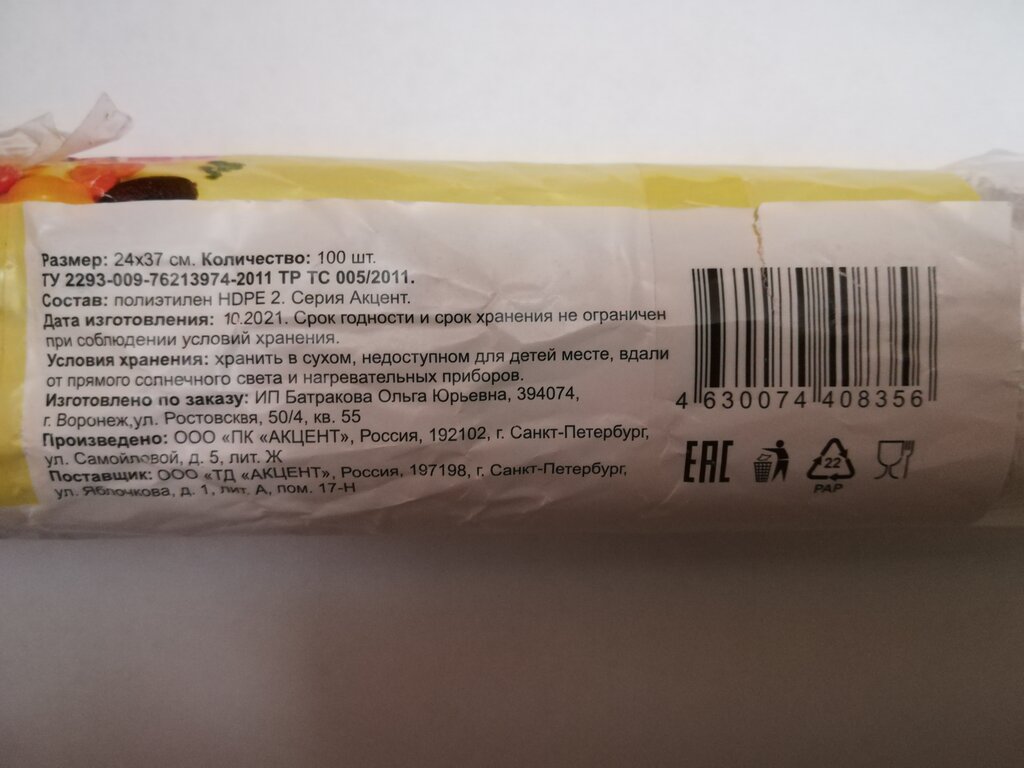 Размер: 24х37 см. Количество: 100 шт.
ТУ 2293-009-76213974-2011 ТР ТС 005/2011.
Состав: полиэтилен HDPE 2. Серия Акцент.
Дата изготовления: 10.2021. Срок годности и срок хранения не ограничен
при соблюдении условий хранения.
Условия хранения: хранить в сухом, недоступном для детей месте, вдали
от прямого солнечного света и нагревательных приборов.
Изготовлено по заказу: ИП Батракова Ольга Юрьевна, 394074,
г. Воронеж,ул. Ростовсквя, 50/4, кв. 55
Произведено: ООО «ПК «АКЦЕНТ», Россия, 192102, г. Санкт-Петербург,
ул. Самойловой, д. 5, лит. Ж
Поставщик: ООО «ТД «АКЦЕНТ», Россия, 197198, г. Санкт-Петербург,
ул. Яблочкова, д. 1, лит. А, пом. 17-Н
4 630074 408356
EAC
22
PAP